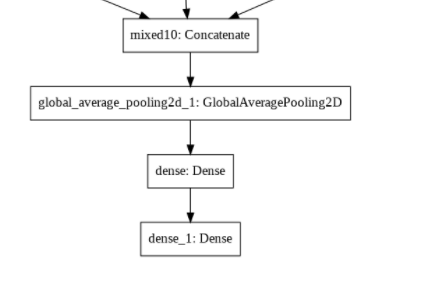 mixed10: Concatenate
global_average_pooling2d_1: GlobalAveragePooling2D
dense: Dense
dense_1: Dense